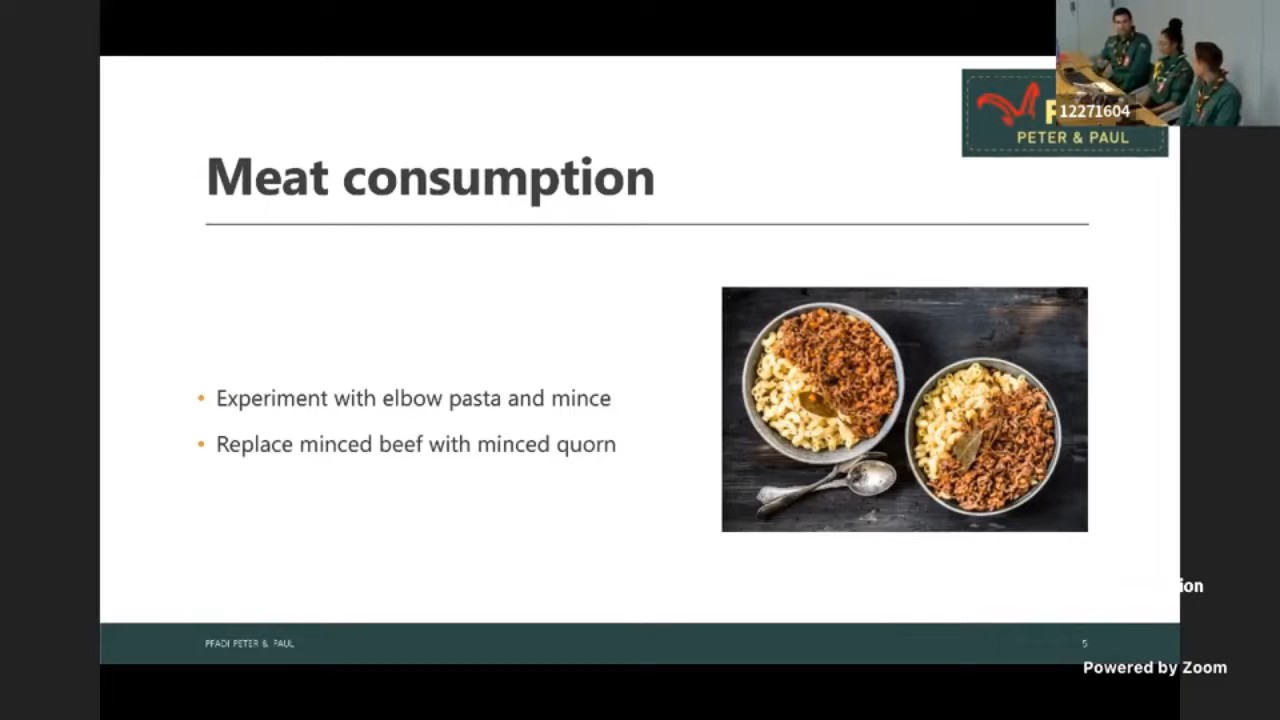 12271604
PETER & PAUL
Meat consumption
• Experiment with elbow pasta and mince
• Replace minced beef with minced quorn
ion
PFADI PETER & PAUL
5
Powered by Zoom